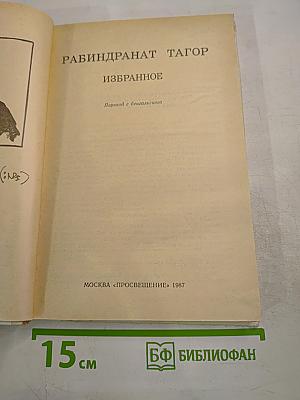 РАБИНДРАНАТ ТАГОР
ИЗБРАННОЕ
Перевод с бенгальского
МОСКВА «ПРОСВЕЩЕНИЕ» 1987
15 см
БФ БИБЛИОФАН